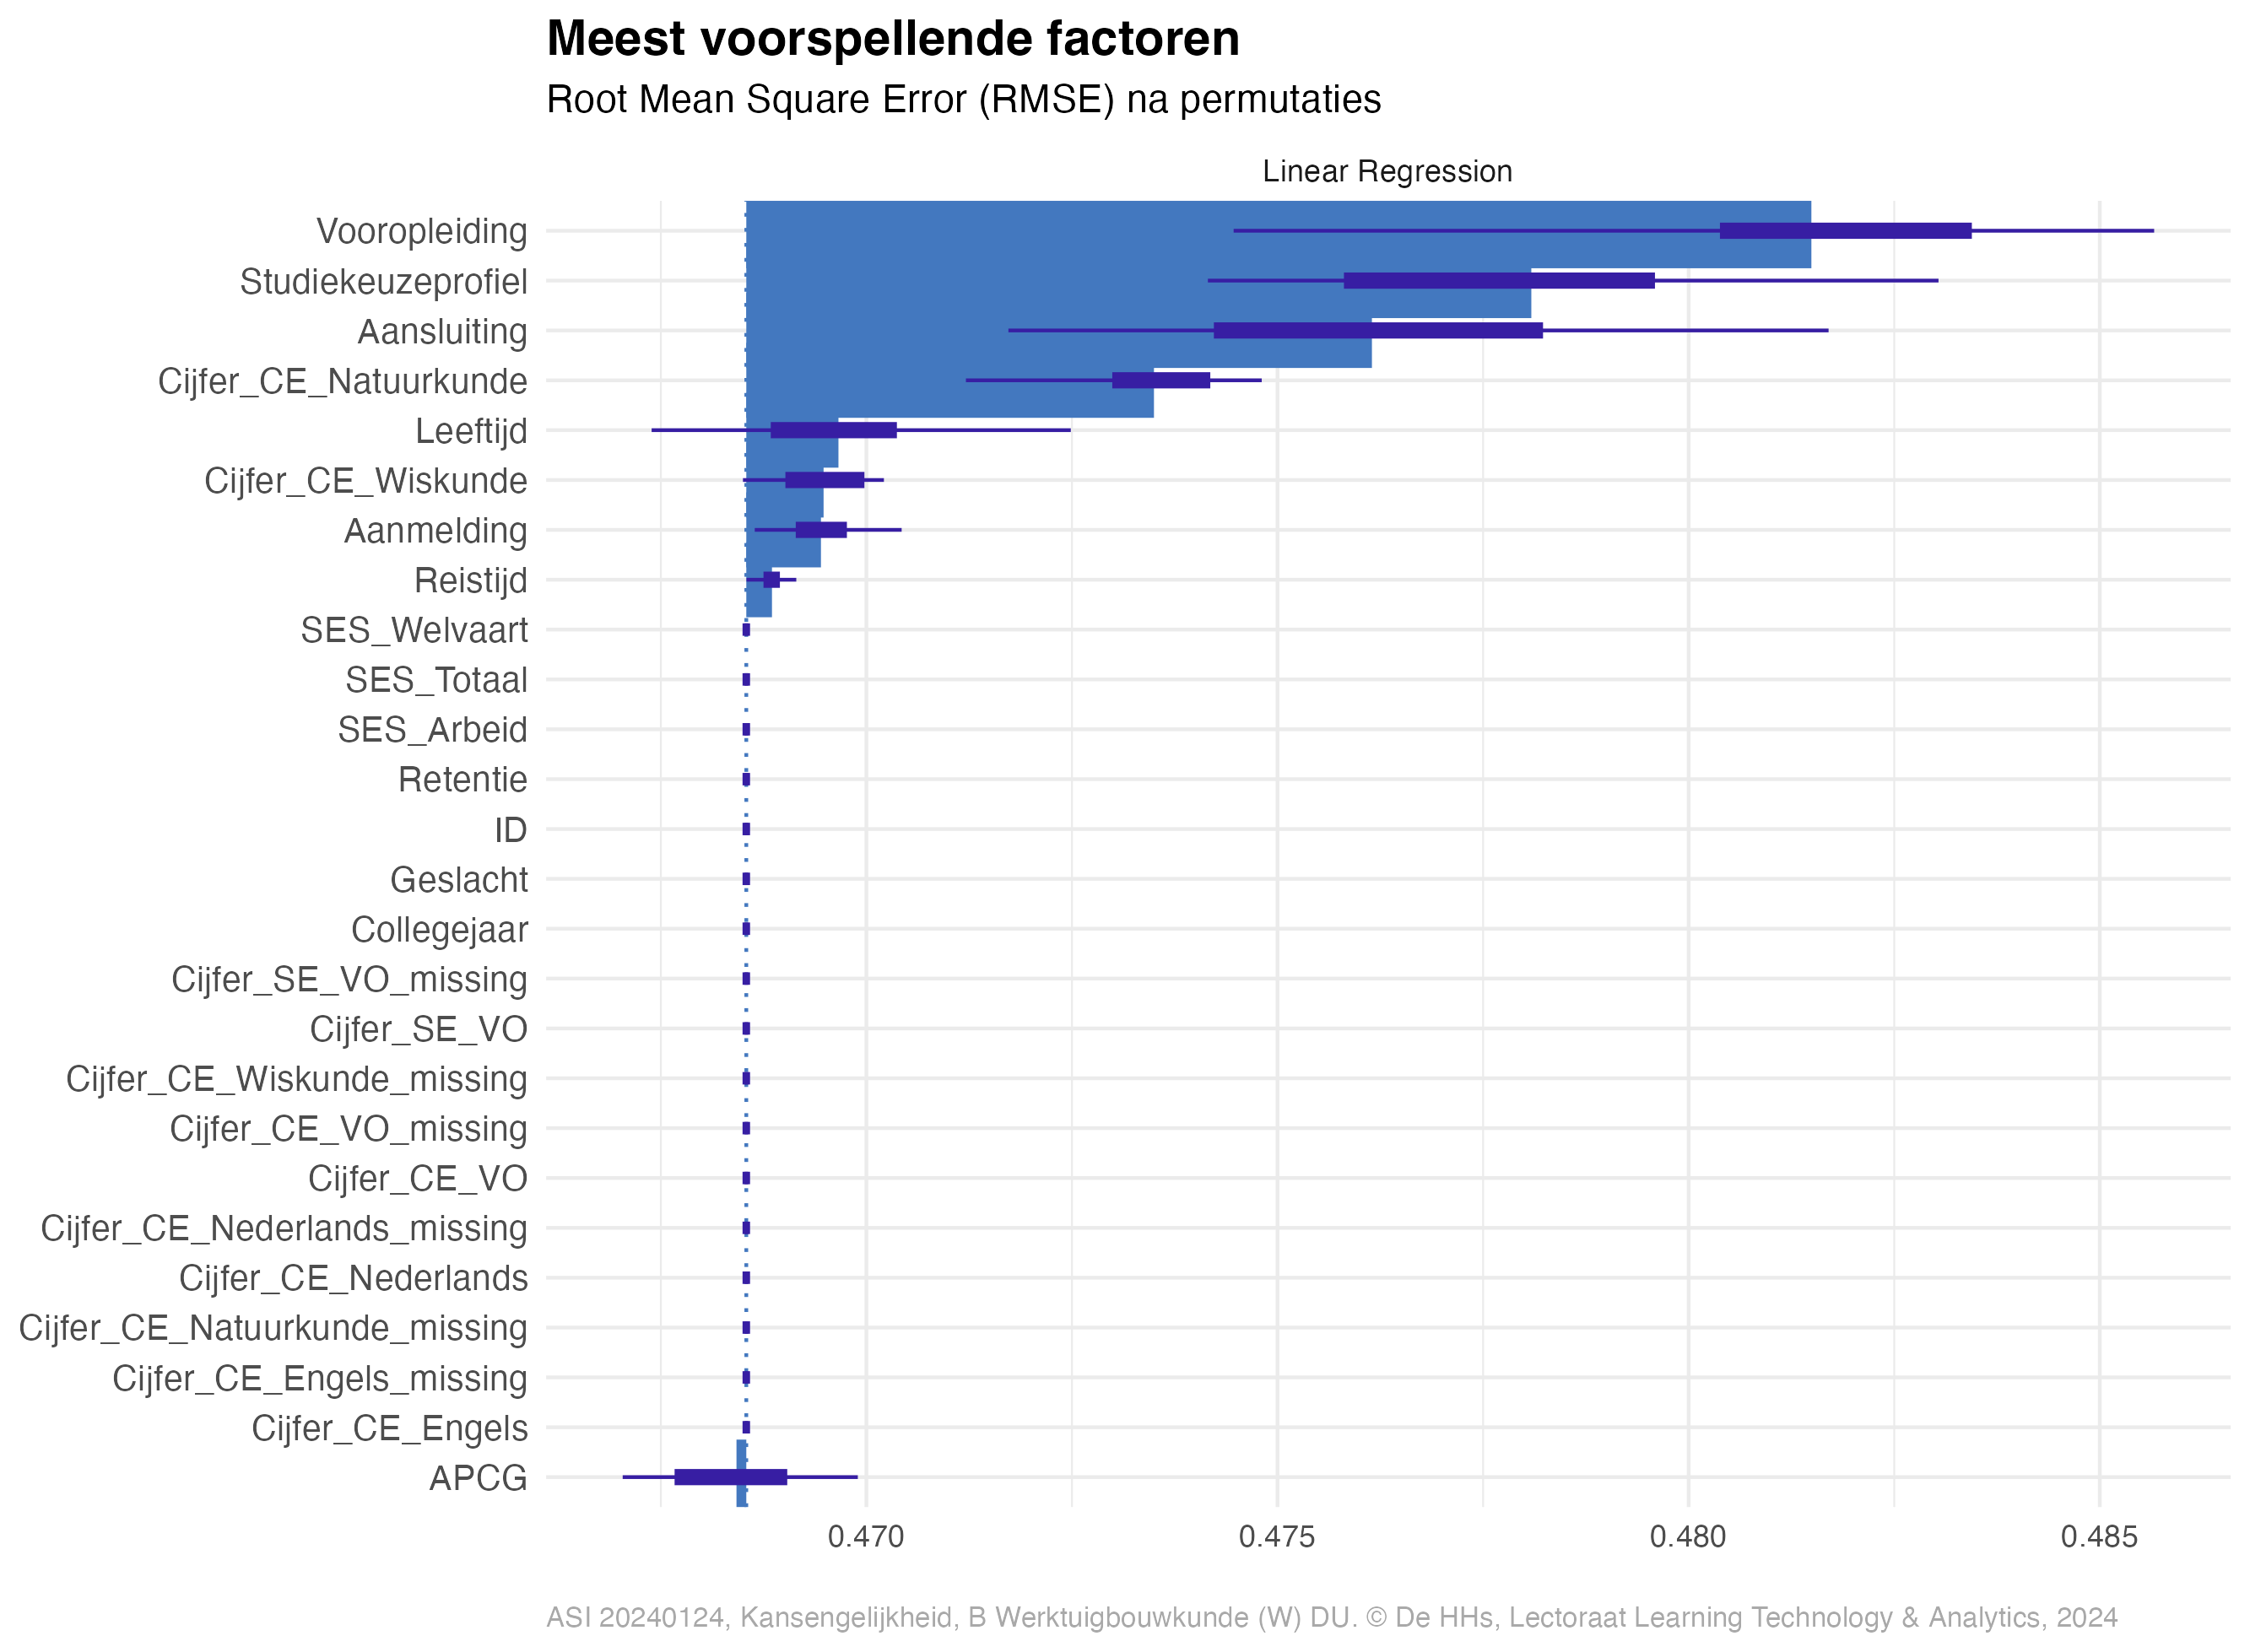 Meest voorspellende factoren
Root Mean Square Error (RMSE) na permutaties
Linear Regression
Vooropleiding
Studiekeuzeprofiel
Aansluiting
Cijfer_CE_Natuurkunde
Leeftijd
Cijfer_CE_Wiskunde
Aanmelding
Reistijd
SES_Welvaart
SES_Totaal
SES_Arbeid
Retentie
ID
Geslacht
Collegejaar
Cijfer_SE_VO_missing
Cijfer_SE_VO
Cijfer_CE_Wiskunde_missing
Cijfer_CE_VO_missing
Cijfer_CE_VO
Cijfer_CE_Nederlands_missing
Cijfer_CE_Nederlands
Cijfer_CE_Natuurkunde_missing
Cijfer_CE_Engels_missing
Cijfer_CE_Engels
APCG
0.470 0.475 0.480 0.485
ASI 20240124, Kansengelijkheid, B Werktuigbouwkunde (W) DU. © De HHs, Lectoraat Learning Technology & Analytics, 2024